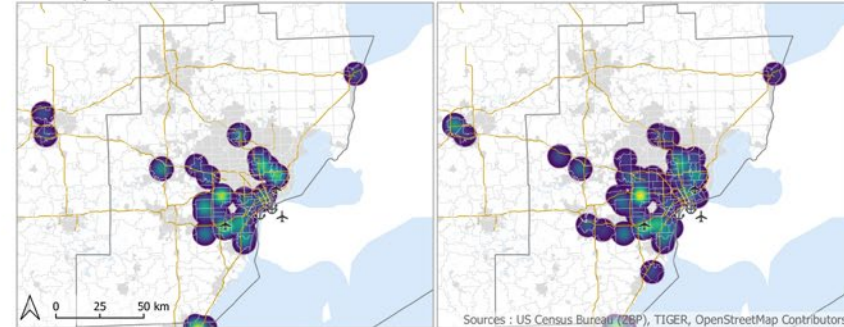 0 25 50 km
Sources : US Census Bureau (ZBP), TIGER, OpenStreetMap Contributors